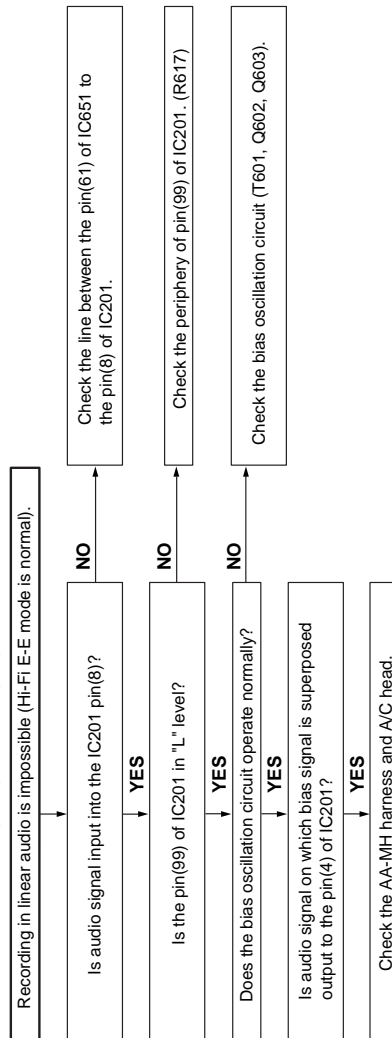 Recording in linear audio is impossible (Hi-Fi E-E mode is normal).
Is audio signal input into the IC201 pin(8)?
NO
Check the line between the pin(61) of IC651 to
the pin(8) of IC201.
YES
Is the pin(99) of IC201 in "L" level?
NO
Check the periphery of pin(99) of IC201. (R617)
YES
Does the bias oscillation circuit operate normally?
NO
Check the bias oscillation circuit (T601, Q602, Q603).
YES
Is audio signal on which bias signal is superposed
output to the pin(4) of IC201?
YES
Check the AA-MH harness and A/C head.